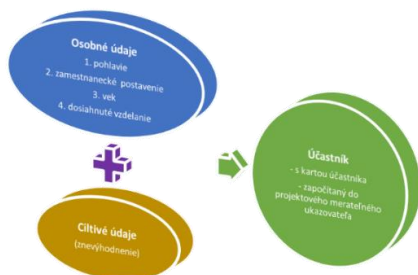 Osobné údaje
1. pohlavie
2. zamestnanecké postavenie
3. vek
4. dosiahnuté vzdelanie
Citlivé údaje
(znevýhodnenie)
Účastník
- s kartou účastníka
- započítaný do
projektového merateľného
ukazovateľa